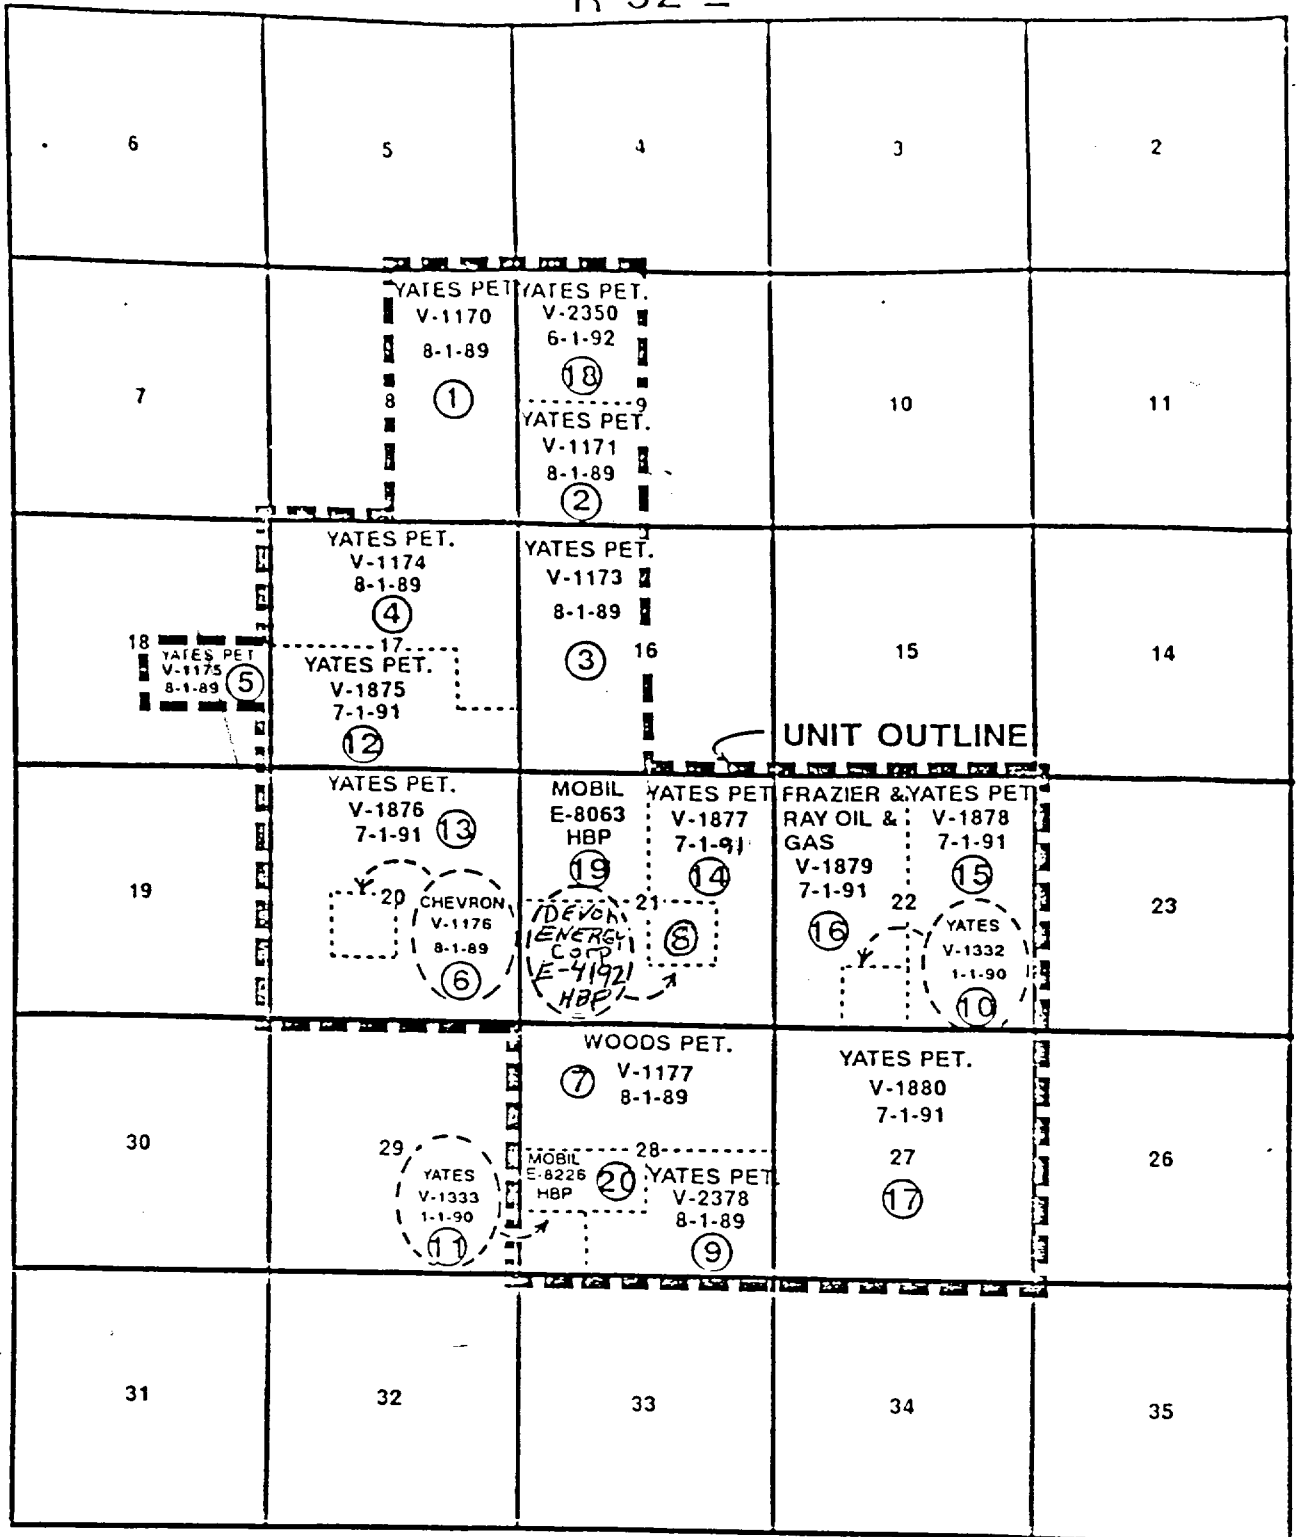 R 32 E
6
5
4
3
2
7
8
YATES PET
V-1170
8-1-89
1
YATES PET.
V-2350
6-1-92
18
9
YATES PET.
V-1171
8-1-89
2
10
11
18
YATES PET
V-1175
8-1-89
5
YATES PET.
V-1174
8-1-89
4
17
YATES PET.
V-1875
7-1-91
12
YATES PET.
V-1173
8-1-89
3
16
15
14
UNIT OUTLINE
19
YATES PET.
V-1876
7-1-91
13
20
CHEVRON
V-1176
8-1-89
6
MOBIL
E-8063
HBP
19
DEVON
ENERGY
CORP
E-4192
HBP
21
8
YATES PET
V-1877
7-1-91
14
FRAZIER &
RAY OIL &
GAS
V-1879
7-1-91
16
22
YATES PET
V-1878
7-1-91
15
YATES
V-1332
1-1-90
10
23
30
29
YATES
V-1333
1-1-90
11
WOODS PET.
7
V-1177
8-1-89
28
MOBIL
E-8226
HBP
20
YATES PET.
V-2378
8-1-89
9
YATES PET.
V-1880
7-1-91
27
17
26
31
32
33
34
35